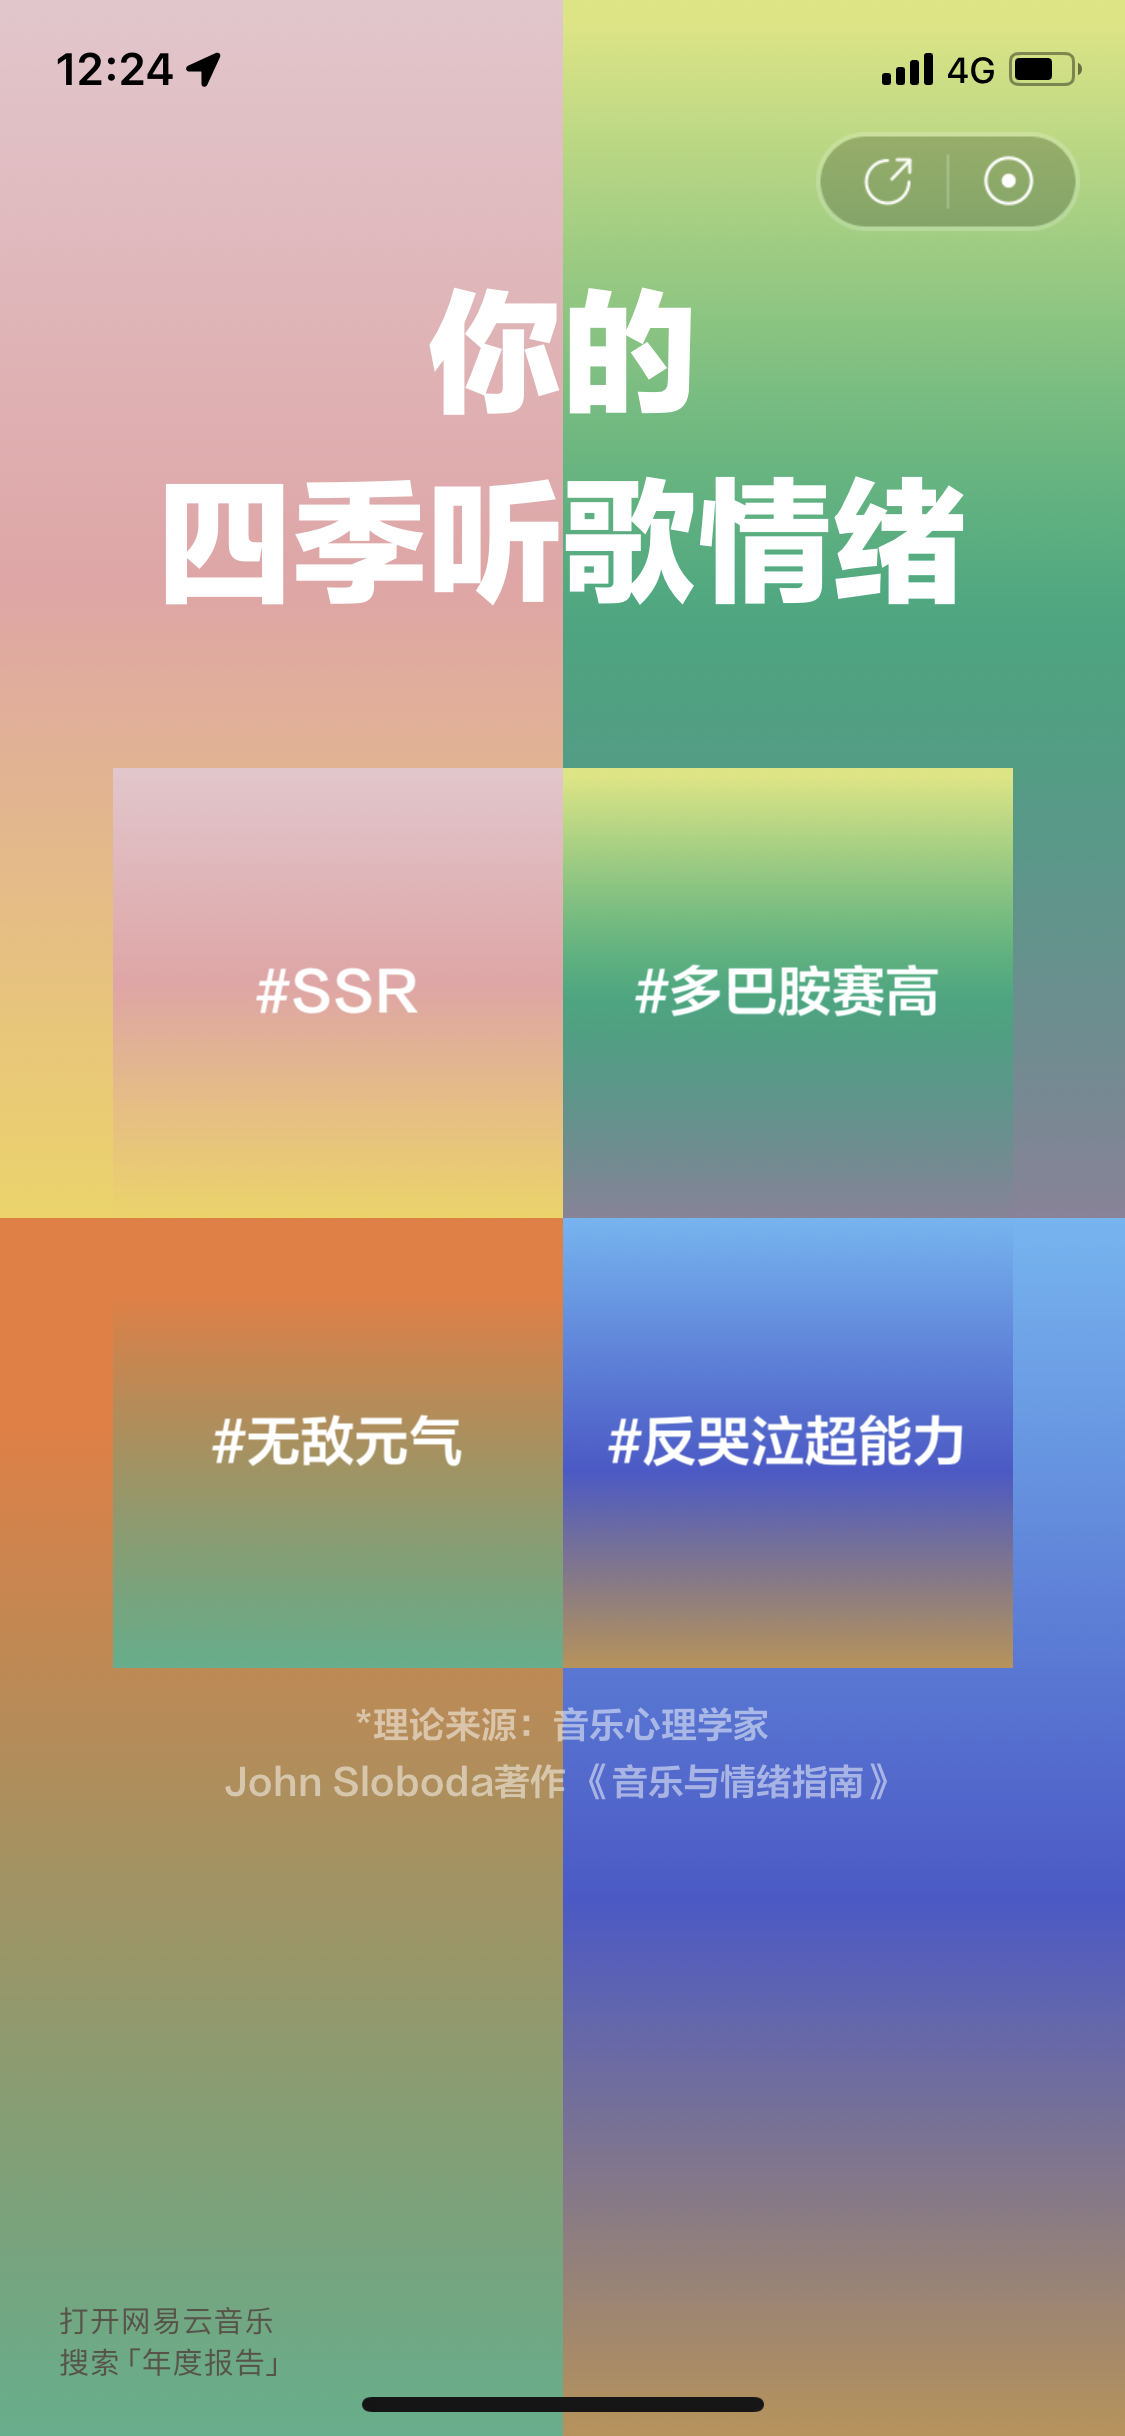 12:24
4G
你的
四季听歌情绪
#SSR
#多巴胺赛高
#无敌元气
#反哭泣超能力
*理论来源：音乐心理学家
John Sloboda著作《音乐与情绪指南》
打开网易云音乐
搜索「年度报告」